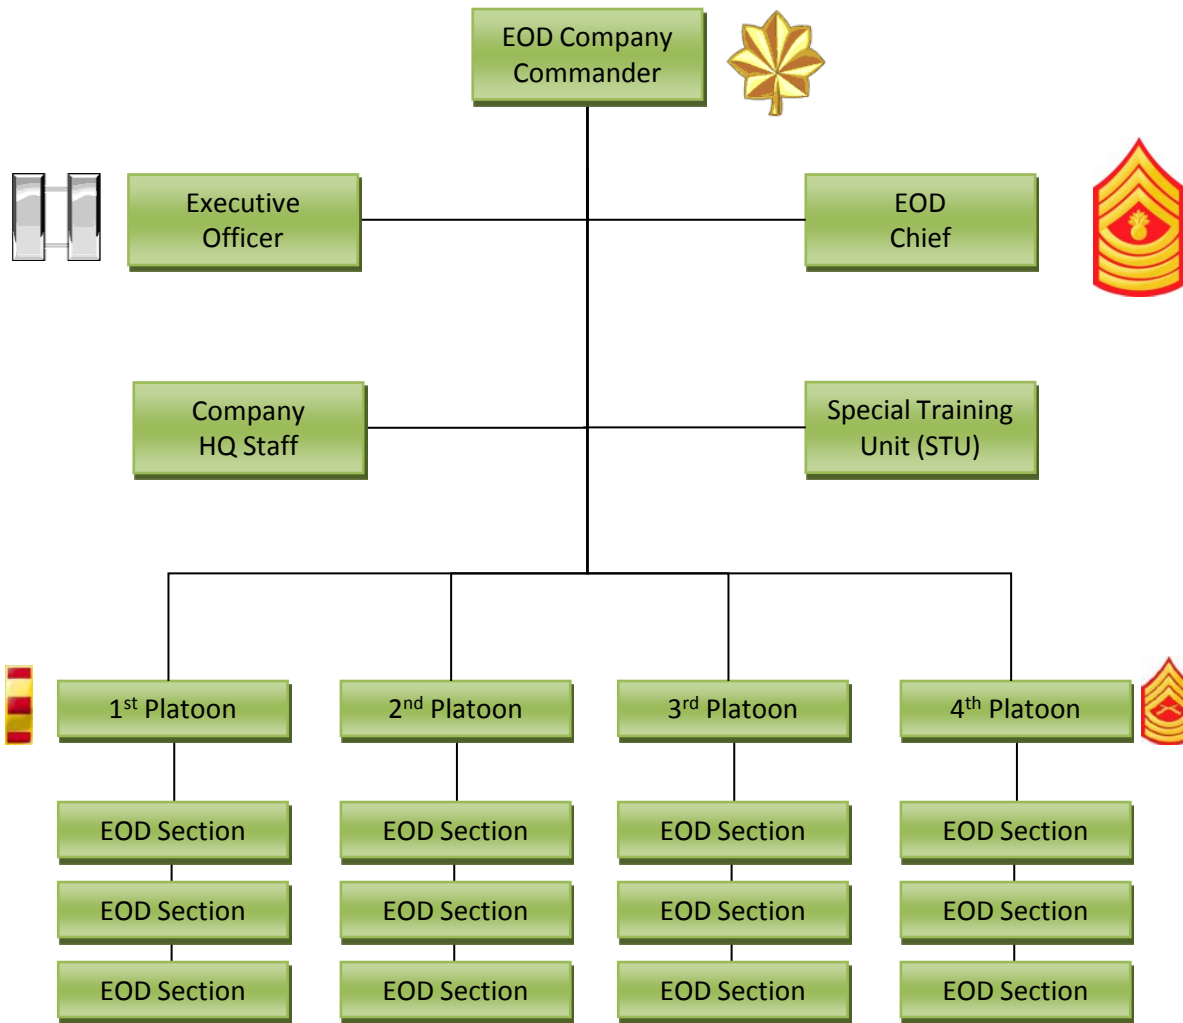 EOD Company
Commander
Executive
Officer
EOD
Chief
Company
HQ Staff
Special Training
Unit (STU)
1st Platoon
2nd Platoon
3rd Platoon
4th Platoon
EOD Section
EOD Section
EOD Section
EOD Section
EOD Section
EOD Section
EOD Section
EOD Section
EOD Section
EOD Section
EOD Section
EOD Section